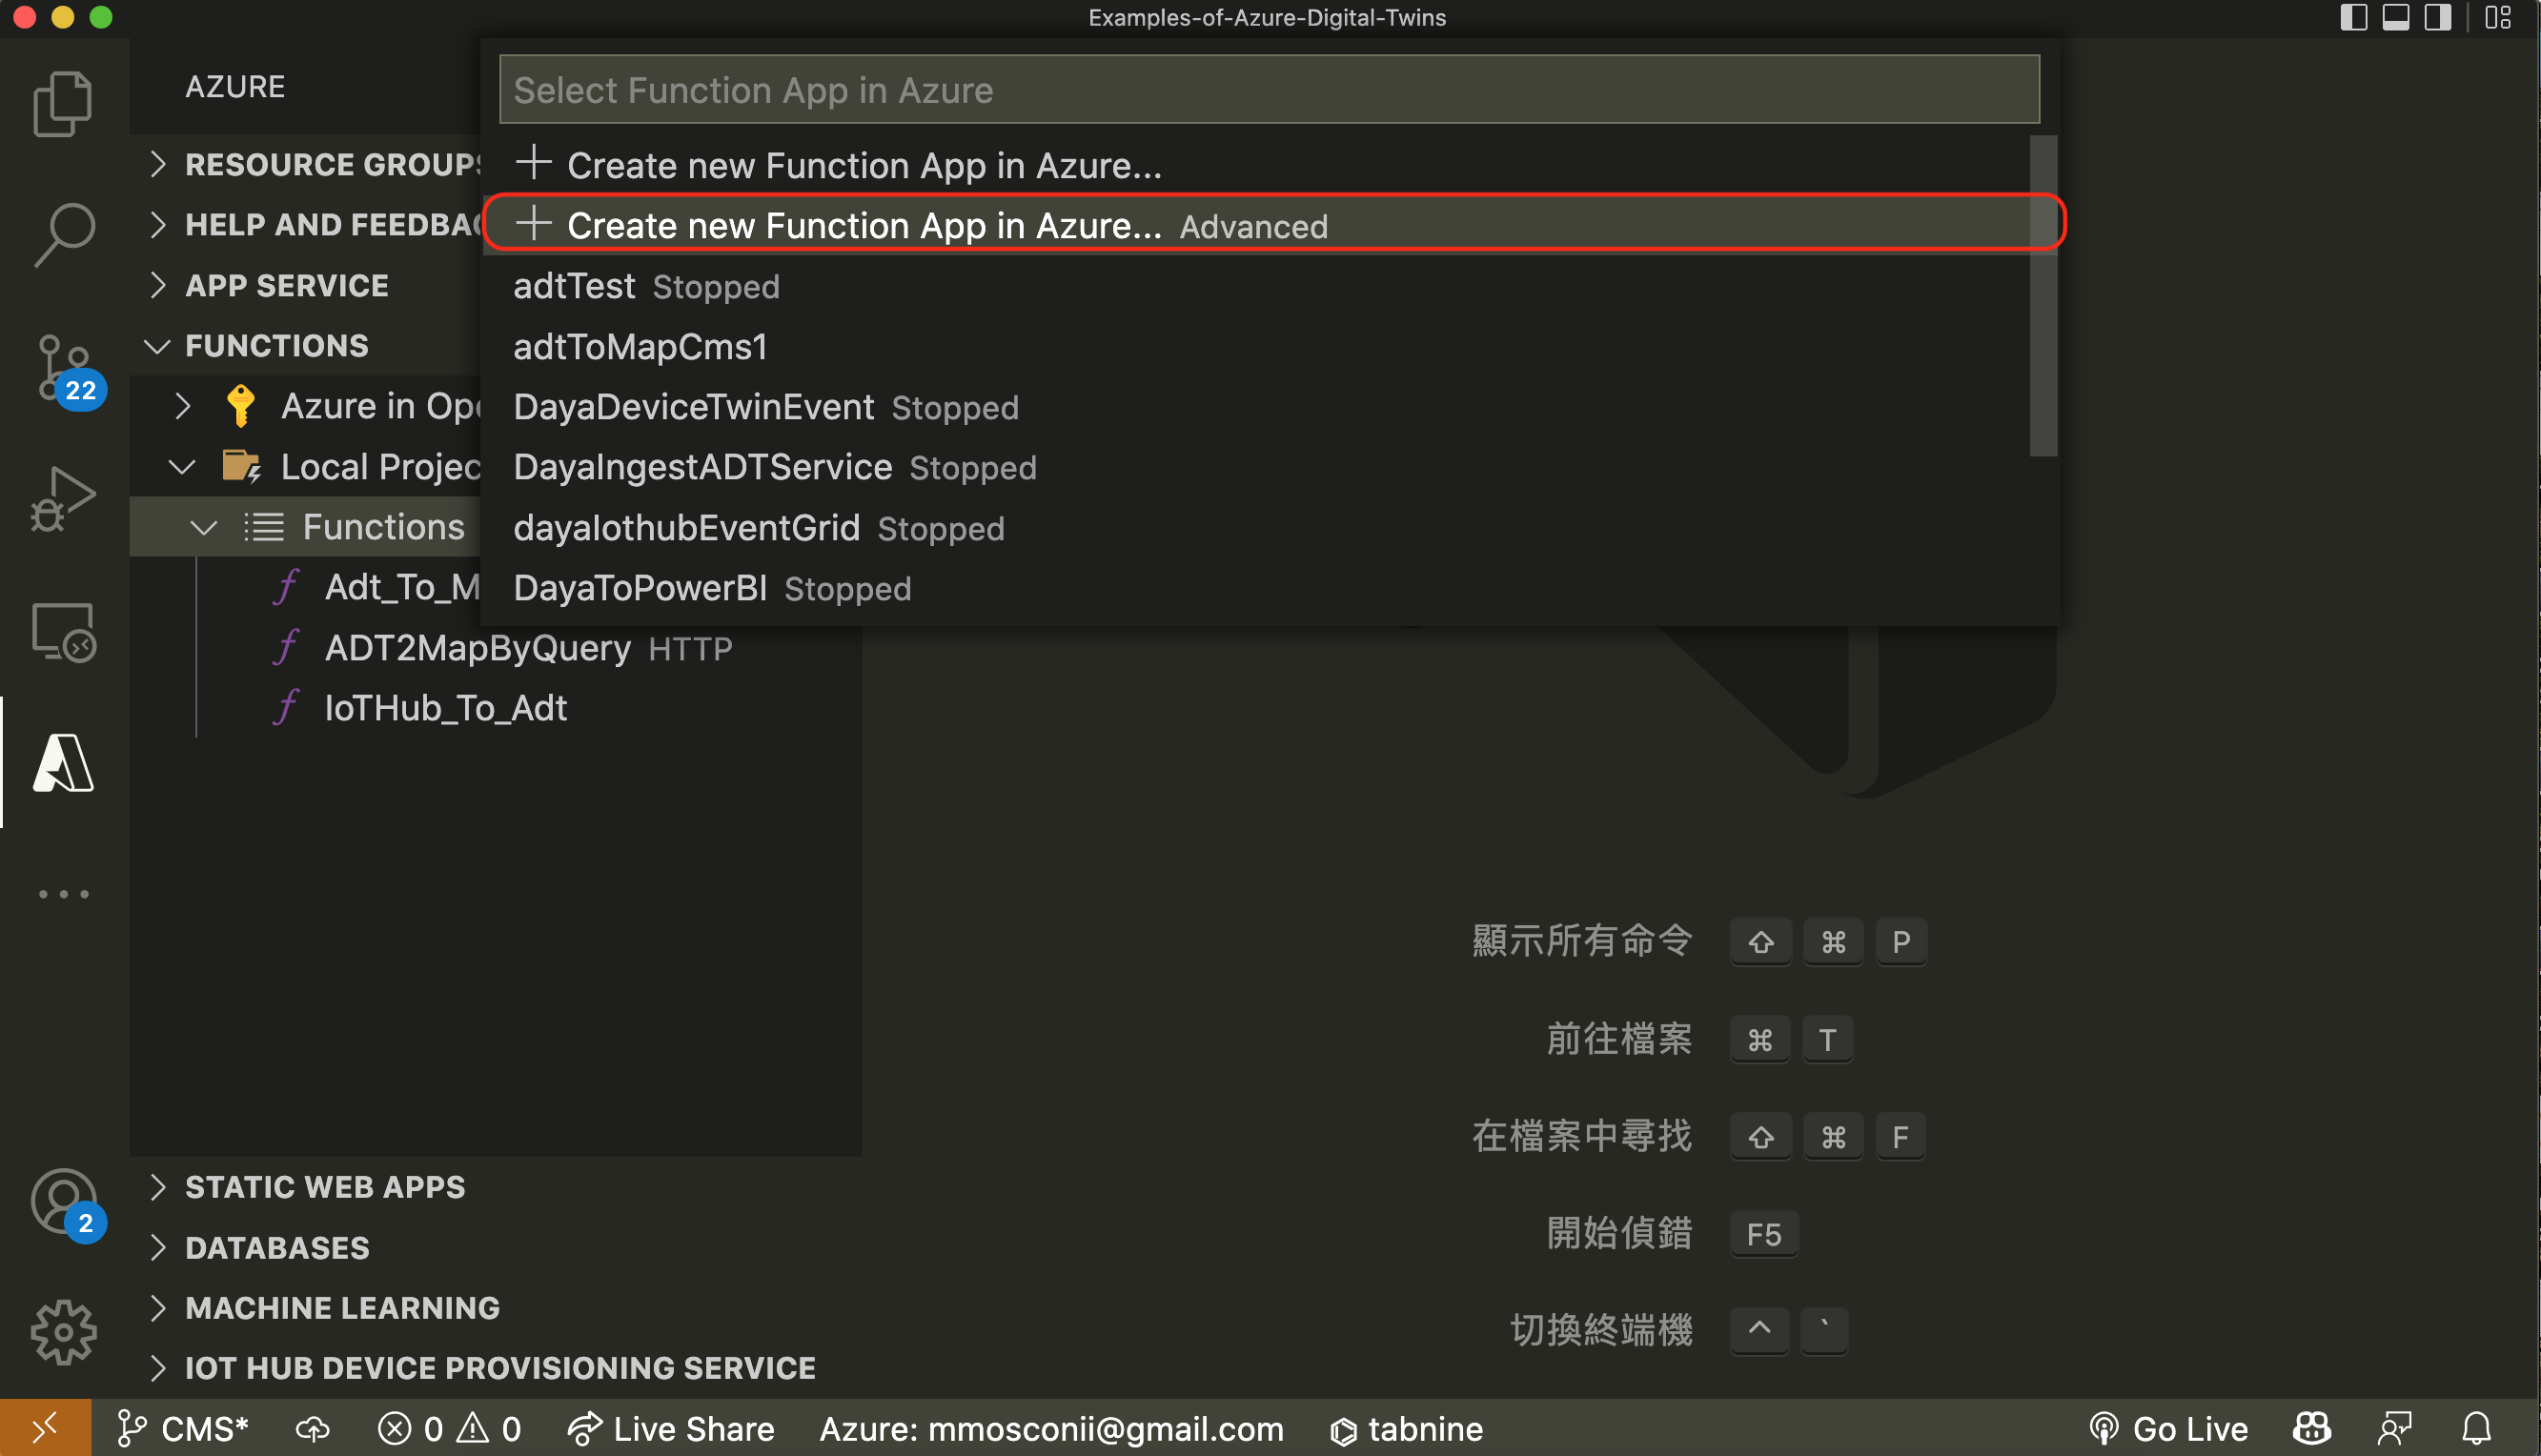 Examples-of-Azure-Digital-Twins
AZURE
Select Function App in Azure
Create new Function App in Azure...
Create new Function App in Azure... Advanced
adtTest Stopped
adtToMapCms1
DayaDeviceTwinEvent Stopped
DayaIngestADTService Stopped
dayaIothubEventGrid Stopped
DayaToPowerBI Stopped
RESOURCE GROUPS
HELP AND FEEDBAC
APP SERVICE
FUNCTIONS
22
Azure in Ope
Local Projec
Functions
Adt_To_M
ADT2MapByQuery HTTP
IoTHub_To_Adt
顯示所有命令 ⇧ ⌘ P
前往檔案 ⌘ T
在檔案中尋找 ⇧ ⌘ F
開始偵錯 F5
切換終端機 ^ `
2
STATIC WEB APPS
DATABASES
MACHINE LEARNING
IOT HUB DEVICE PROVISIONING SERVICE
CMS* 0 0 Live Share Azure: mmosconii@gmail.com tabnine Go Live